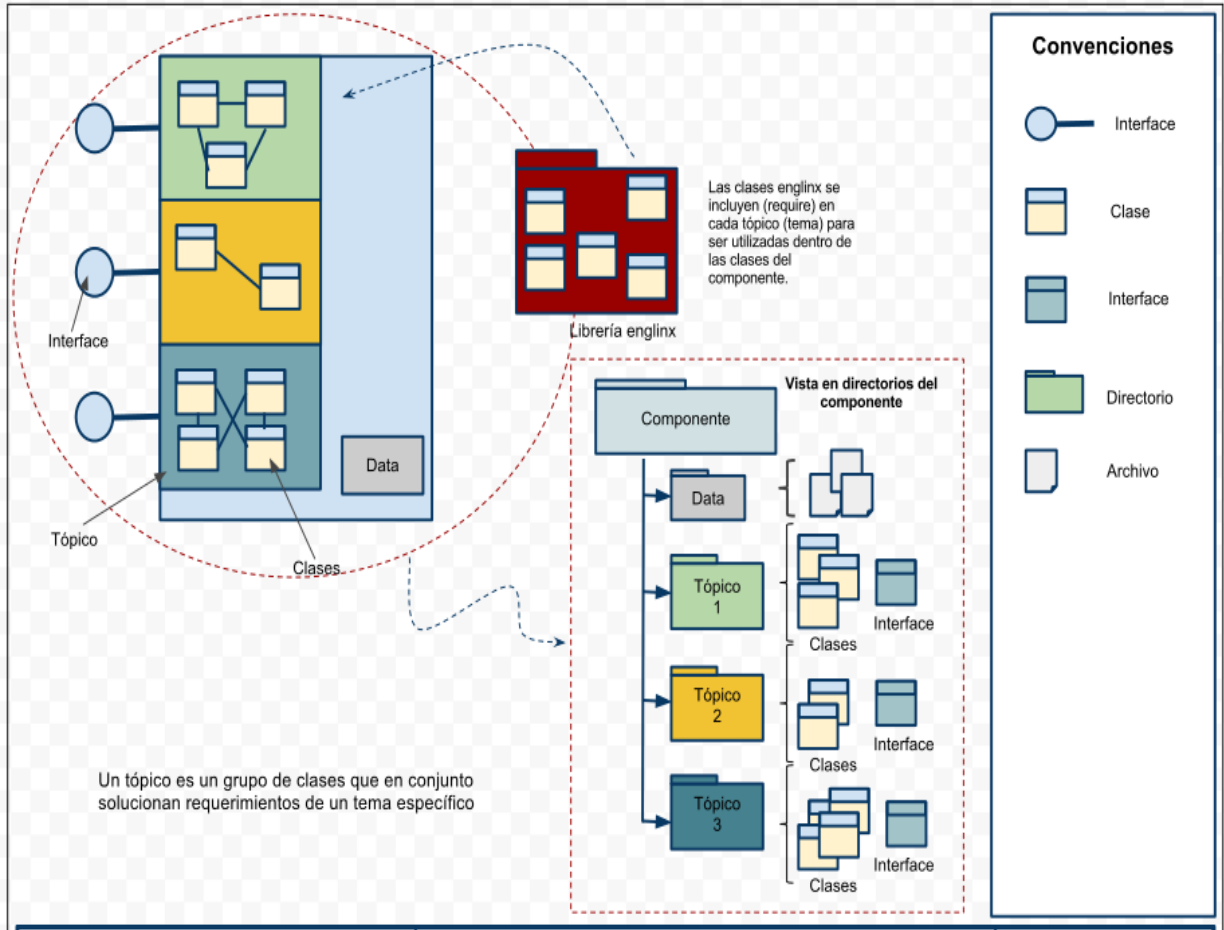 Interface
Tópico
Clases
Data
Las clases englinx se
incluyen (require) en
cada tópico (tema) para
ser utilizadas dentro de
las clases del
componente.
Librería englinx
Un tópico es un grupo de clases que en conjunto
solucionan requerimientos de un tema específico
Vista en directorios del
componente
Componente
Data
Tópico
1
Clases
Interface
Tópico
2
Clases
Interface
Tópico
3
Clases
Interface
Convenciones
Interface
Clase
Interface
Directorio
Archivo